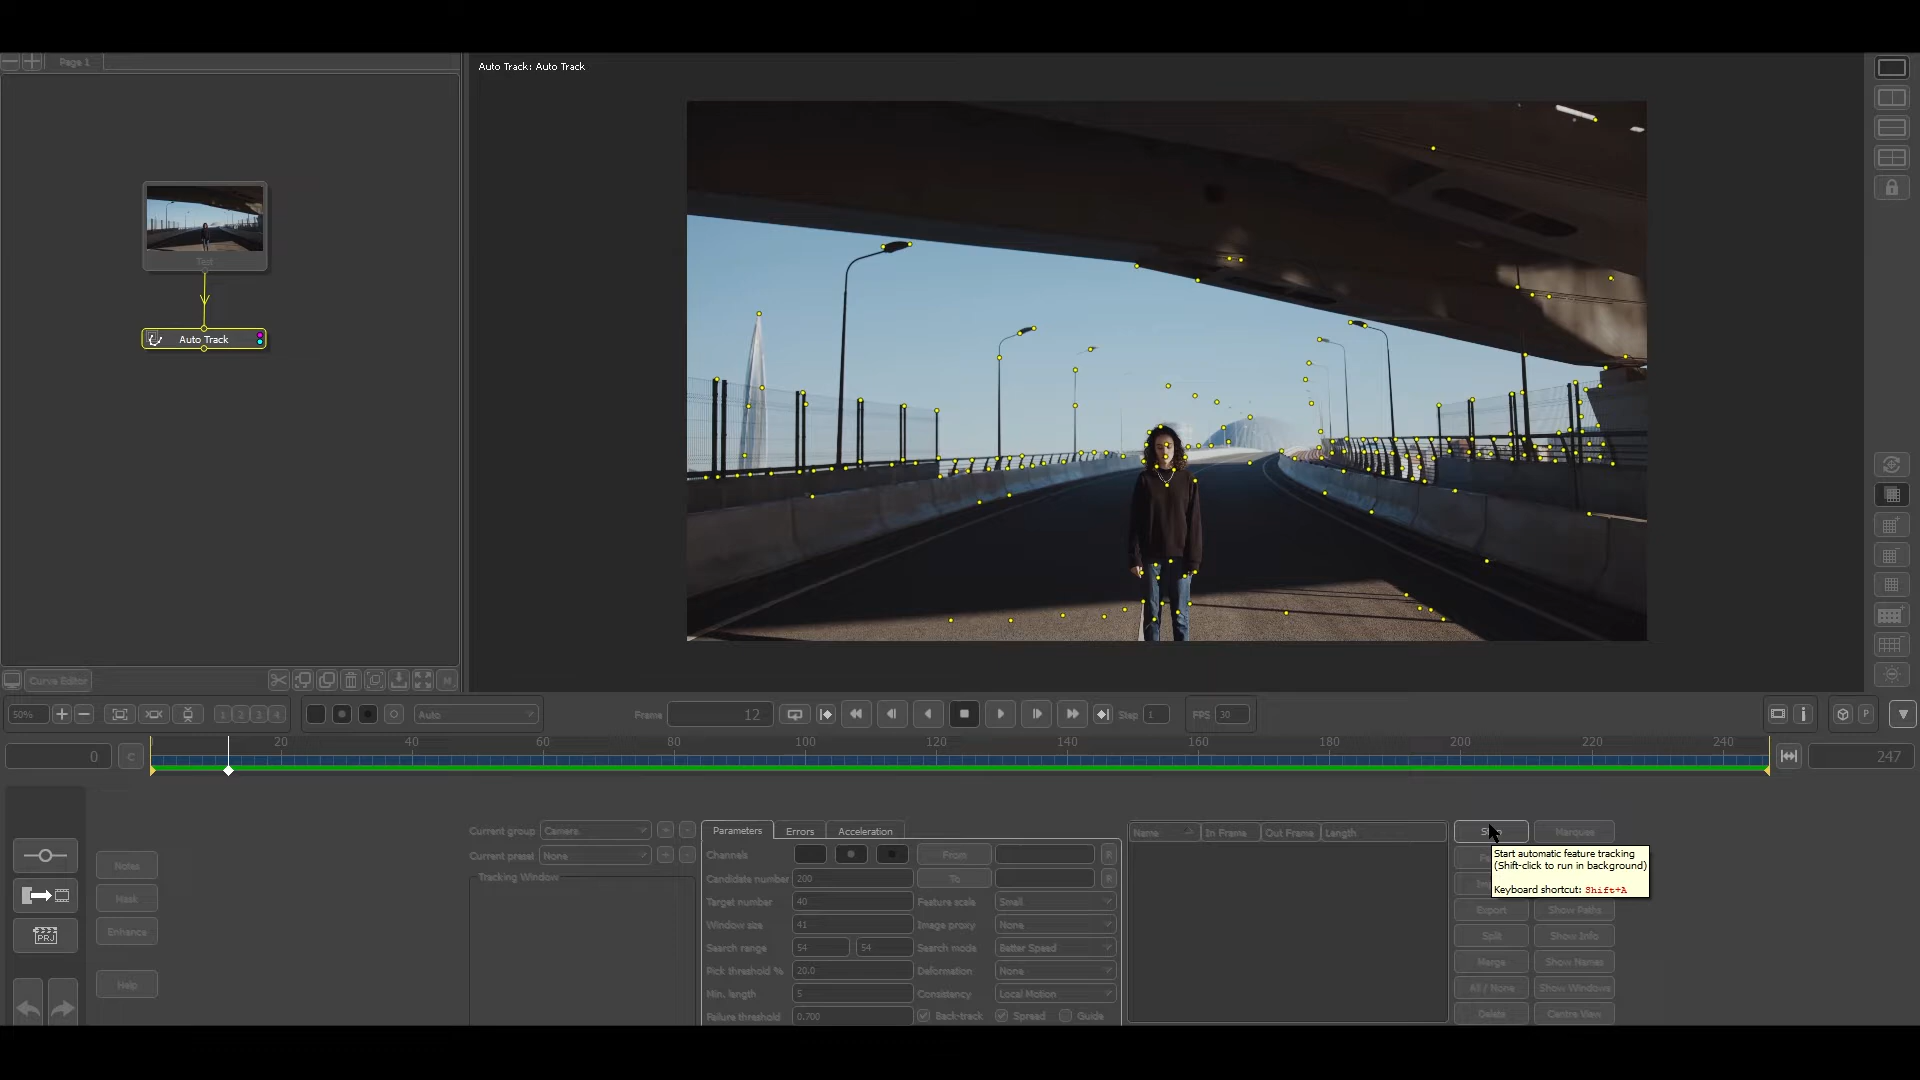 Page 1
Auto Track: Auto Track
Auto Track
Curve Editor
M
50%
1 2 3 4
Auto
Frame 12
Step 1
FPS 30
P
0
C
20 40 60 80 100 120 140 160 180 200 220 240
247
Notes
Mask
Enhance
PRJ
Help
Current group Camera
Current preset None
Tracking Window
Parameters Errors Acceleration
Channels From R
Candidate number 200 To R
Target number 40 Feature scale Small
Window size 41 Image proxy None
Search range 54 54 Search mode Better Speed
Pick threshold % 20.0 Deformation None
Min. length 5 Consistency Local Motion
Failure threshold 0.700 Back-track Spread Guide
Name In Frame Out Frame Length
Marquee
Start automatic feature tracking
(Shift-click to run in background)
Keyboard shortcut: Shift+A
Export Show Paths
Split Show Info
Merge Show Names
All / None Show Windows
Delete Centre View